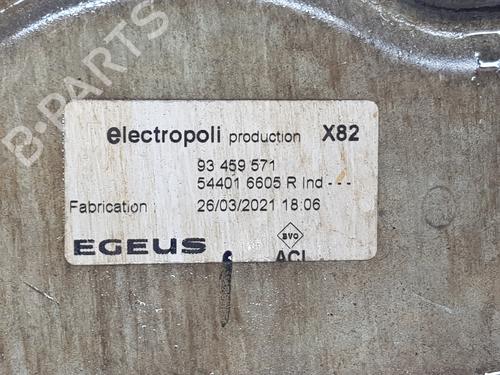 B-PARTS
electropoli production X82
93 459 571
54401 6605 R Ind - - -
Fabrication : 26/03/2021 18:06
EGEUS BVO ACI